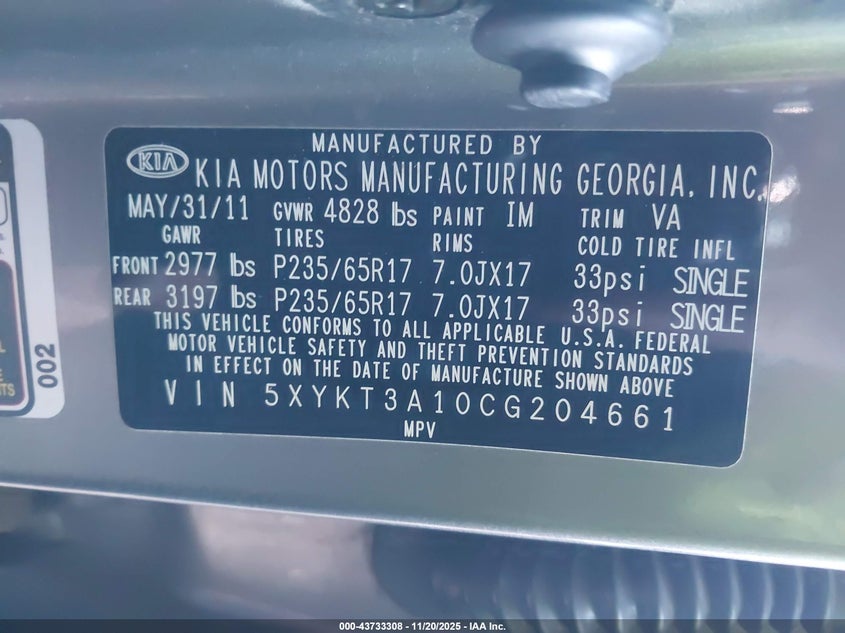 MANUFACTURED BY
KIA KIA MOTORS MANUFACTURING GEORGIA, INC.
MAY/31/11 GVWR 4828 lbs PAINT IM TRIM VA
GAWR TIRES RIMS COLD TIRE INFL
FRONT 2977 lbs P235/65R17 7.0JX17 33psi SINGLE
REAR 3197 lbs P235/65R17 7.0JX17 33psi SINGLE
THIS VEHICLE CONFORMS TO ALL APPLICABLE U.S.A. FEDERAL
MOTOR VEHICLE SAFETY AND THEFT PREVENTION STANDARDS
IN EFFECT ON THE DAY OF MANUFACTURE SHOWN ABOVE
VIN 5XYKT3A10CG204661
MPV
002
000-43733308 - 11/20/2025 - IAA Inc.